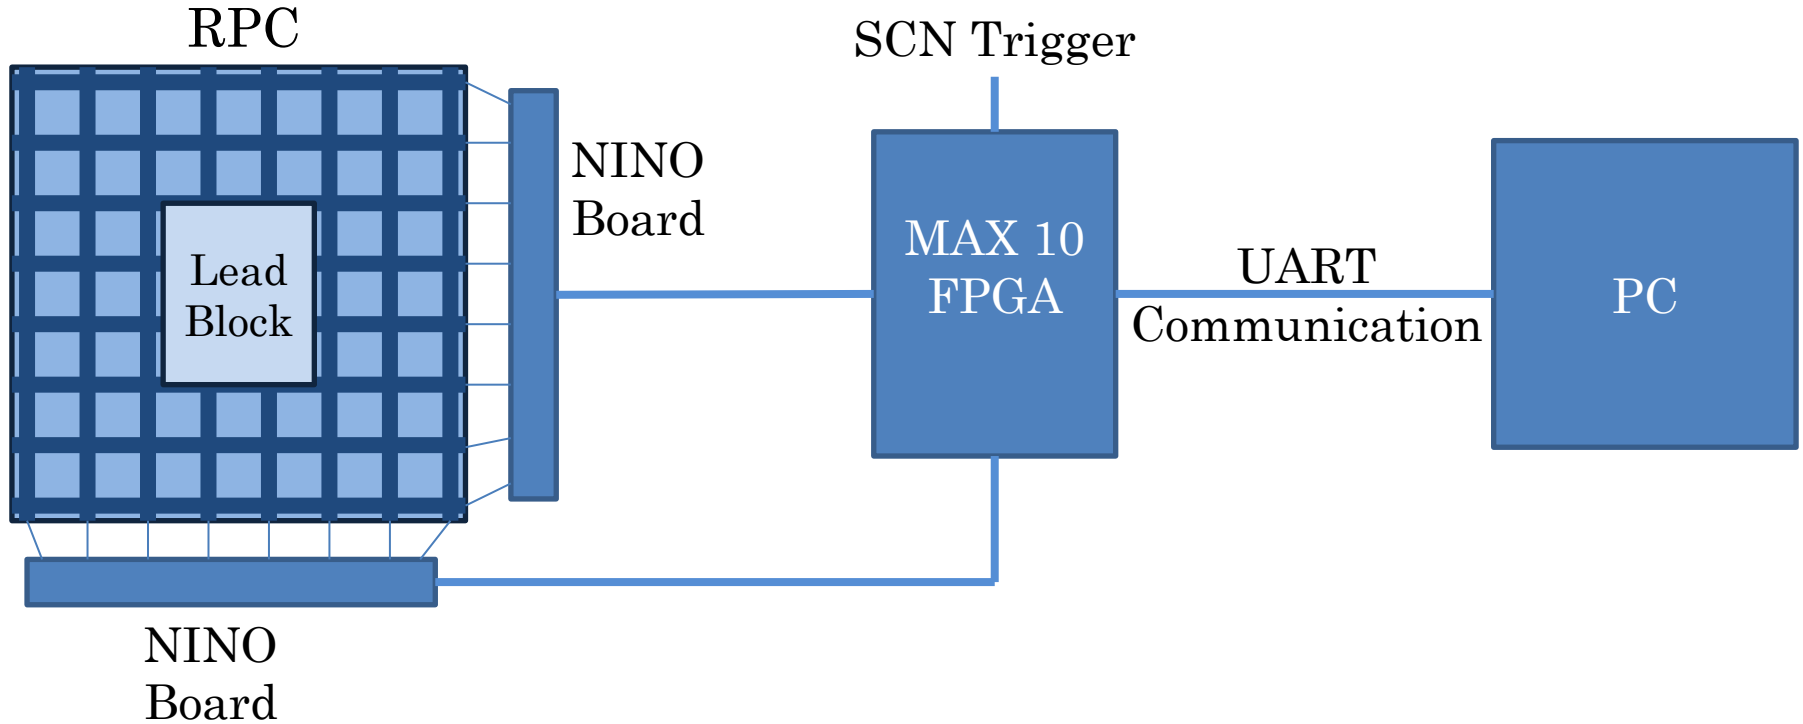 RPC
SCN Trigger
NINO
Board
Lead
Block
MAX 10
FPGA
UART
Communication
PC
NINO
Board